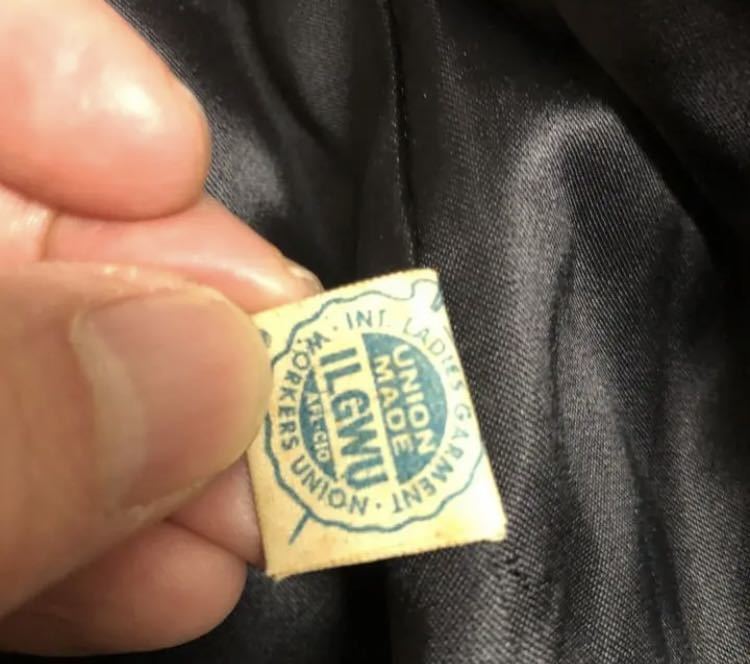 INT. LADIES GARMENT · WORKERS UNION ·
UNION
MADE
ILGWU
AFL-CIO